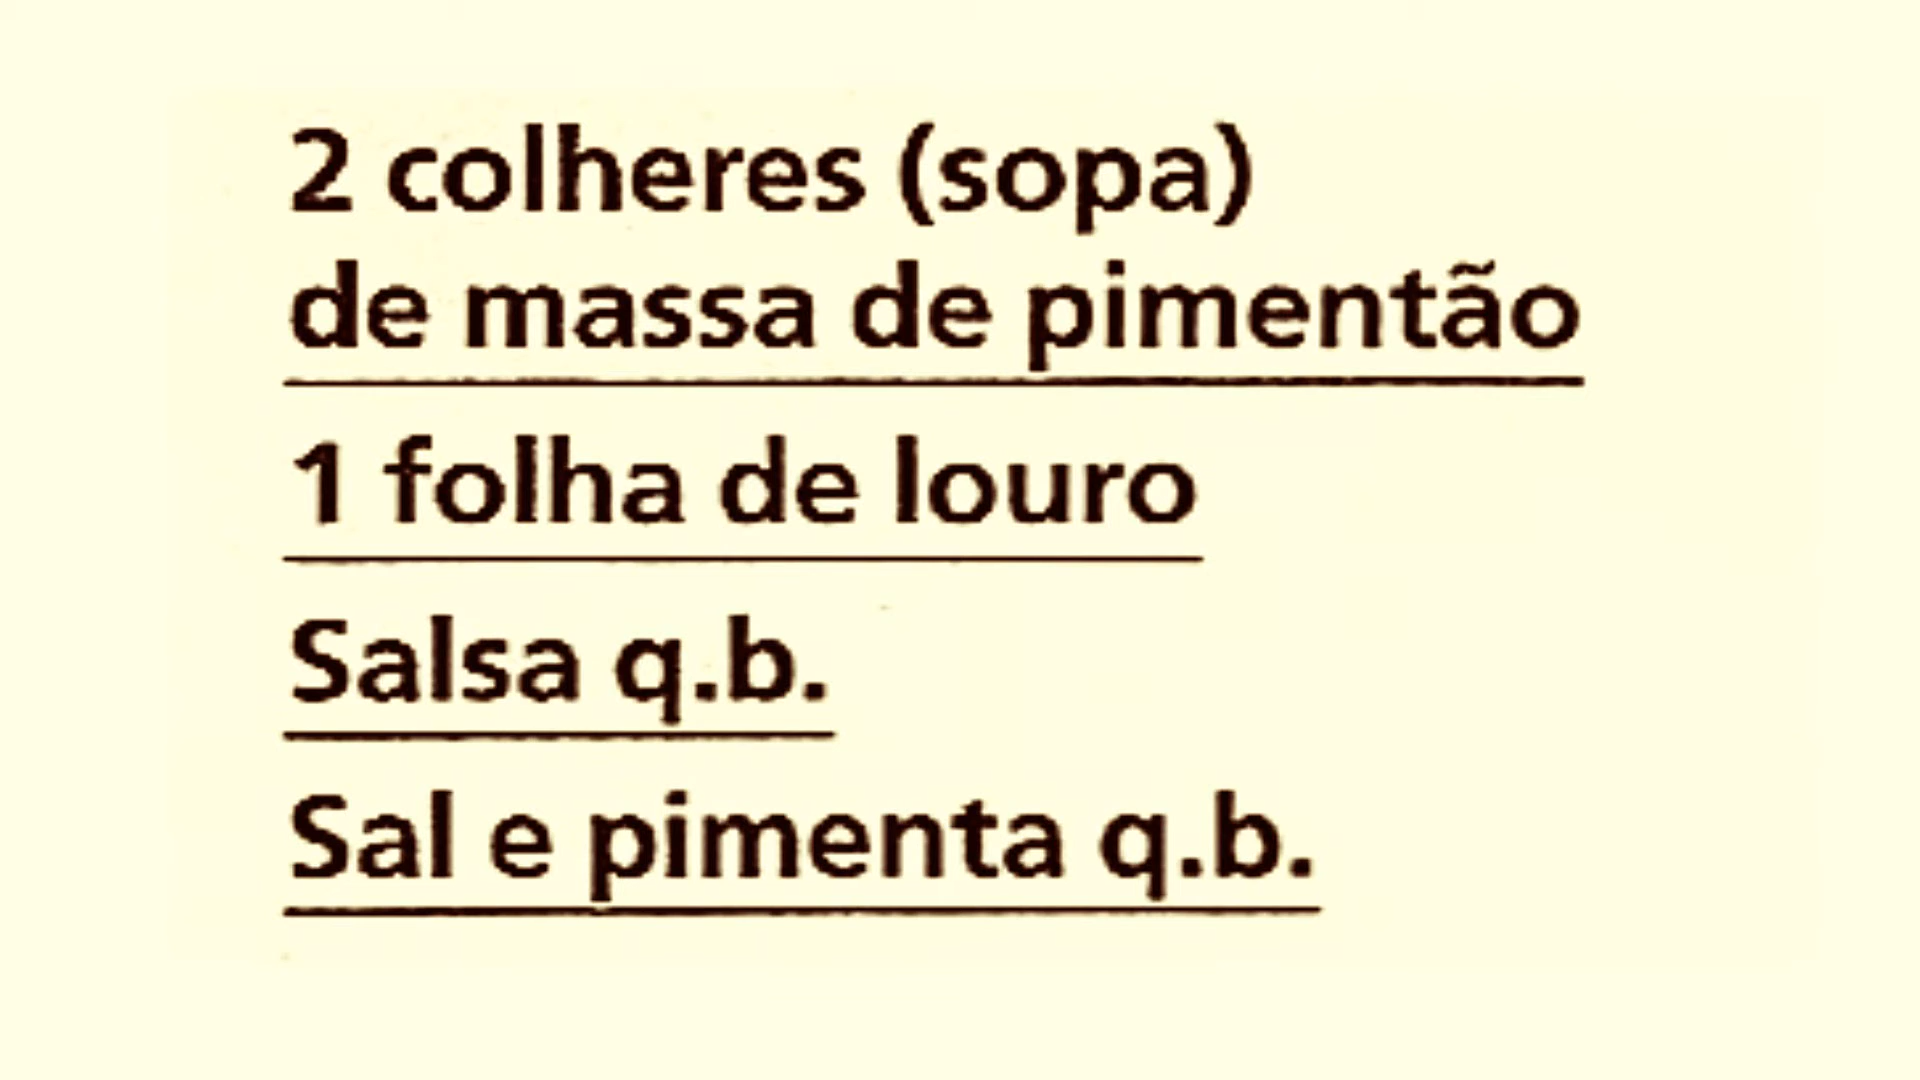 2 colheres (sopa)
de massa de pimentão
1 folha de louro
Salsa q.b.
Sal e pimenta q.b.